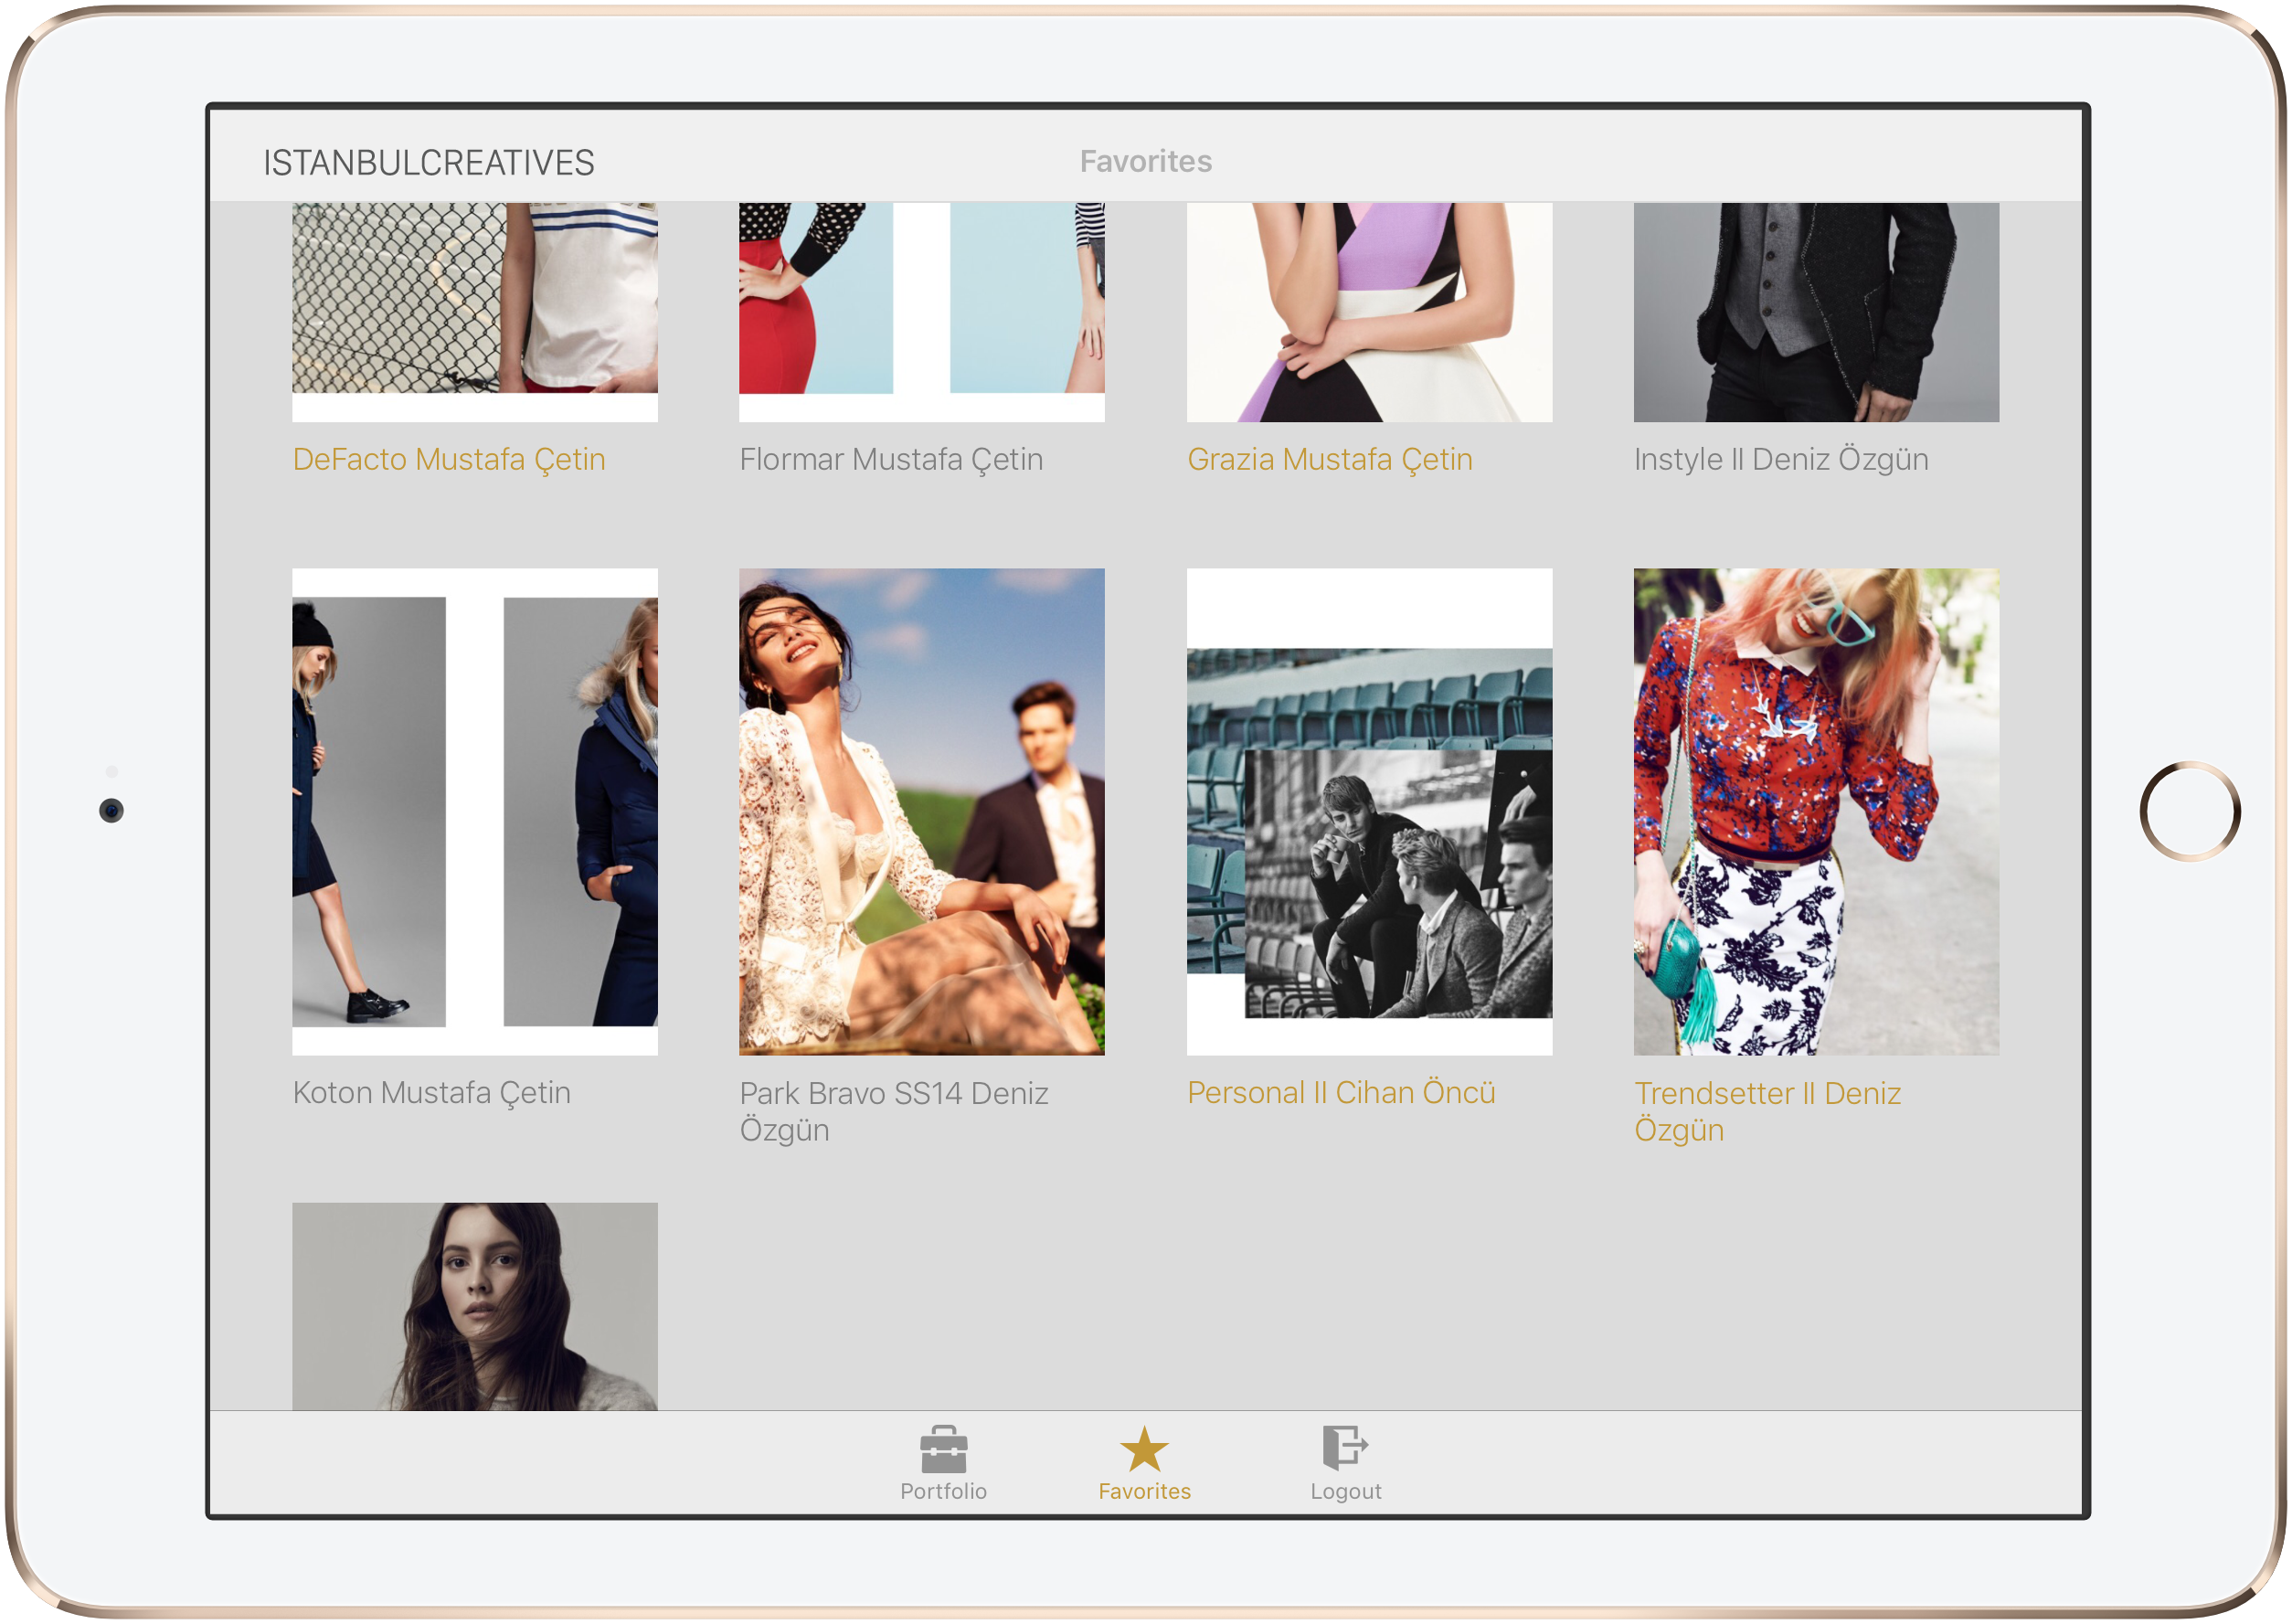 ISTANBULCREATIVES
Favorites
DeFacto Mustafa Çetin
Flormar Mustafa Çetin
Grazia Mustafa Çetin
Instyle II Deniz Özgün
Koton Mustafa Çetin
Park Bravo SS14 Deniz
Özgün
Personal II Cihan Öncü
Trendsetter II Deniz
Özgün
Portfolio
Favorites
Logout